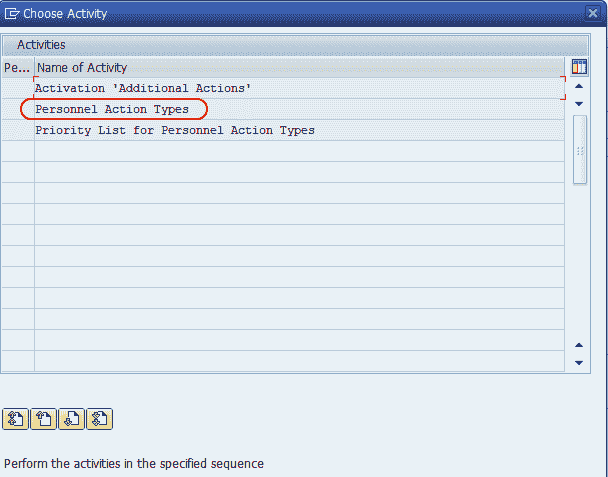 Choose Activity
Activities
Pe... Name of Activity
Activation 'Additional Actions'
Personnel Action Types
Priority List for Personnel Action Types
Perform the activities in the specified sequence